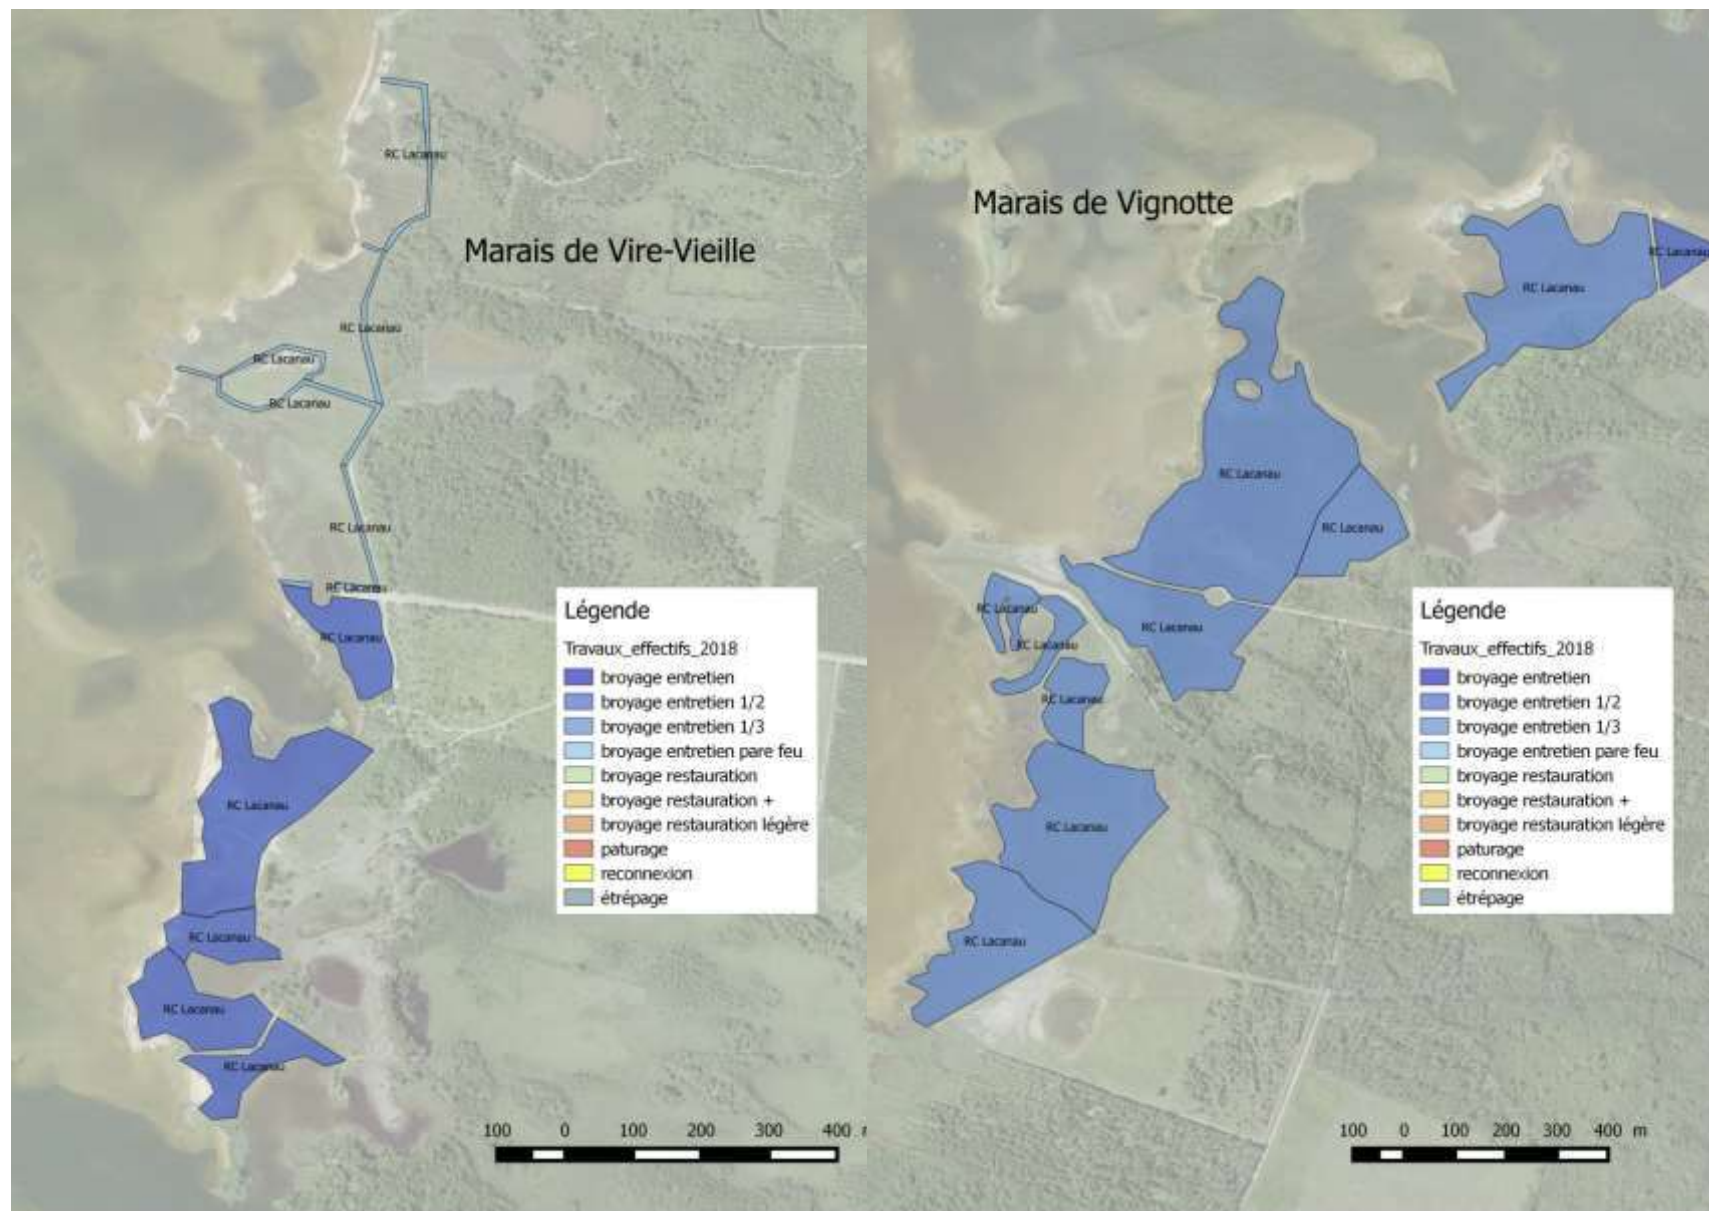 RC Lacanau
Marais de Vire-Vieille
RC Lacanau
RC Lacanau
RC Lacanau
RC Lacanau
RC Lacanau
RC Lacanau
RC Lacanau
RC Lacanau
RC Lacanau
RC Lacanau
Légende
Travaux_effectifs_2018
broyage entretien
broyage entretien 1/2
broyage entretien 1/3
broyage entretien pare feu
broyage restauration
broyage restauration +
broyage restauration légère
paturage
reconnexion
étrépage
100 0 100 200 300 400
Marais de Vignotte
RC Lacanau
RC Lacanau
RC Lacanau
RC Lacanau
RC Lacanau
RC Lacanau
RC Lacanau
RC Lacanau
RC Lacanau
RC Lacanau
Légende
Travaux_effectifs_2018
broyage entretien
broyage entretien 1/2
broyage entretien 1/3
broyage entretien pare feu
broyage restauration
broyage restauration +
broyage restauration légère
paturage
reconnexion
étrépage
100 0 100 200 300 400 m